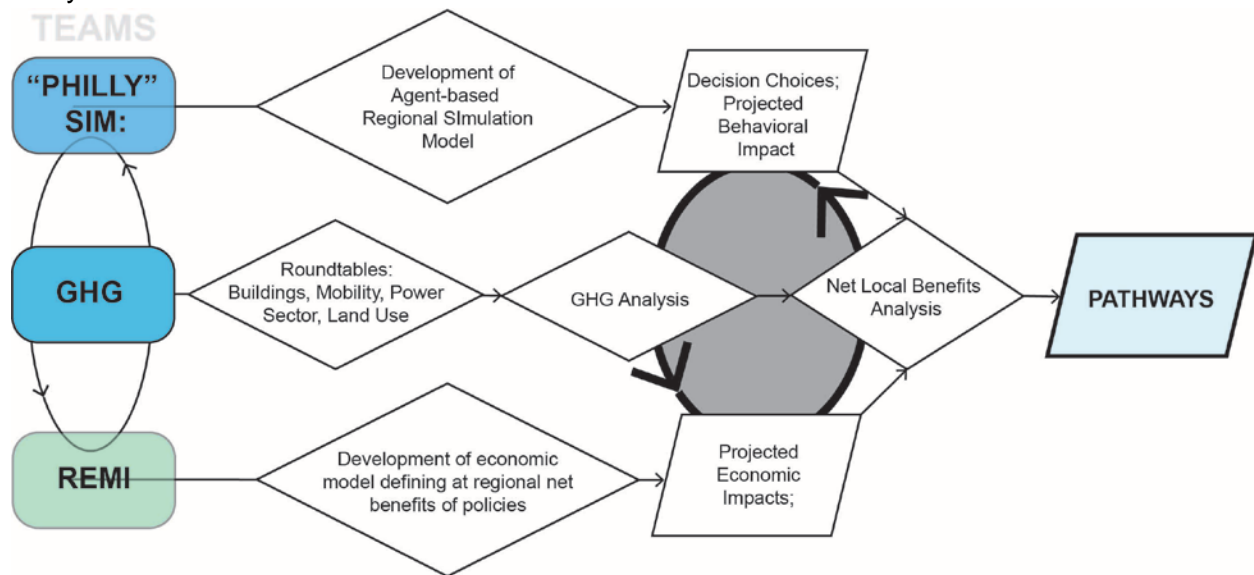 TEAMS
“PHILLY”
SIM:
Development of
Agent-based
Regional SImulation
Model
Decision Choices;
Projected
Behavioral
Impact
GHG
Roundtables:
Buildings, Mobility, Power
Sector, Land Use
GHG Analysis
Net Local Benefits
Analysis
PATHWAYS
REMI
Development of economic
model defining at regional net
benefits of policies
Projected
Economic
Impacts;